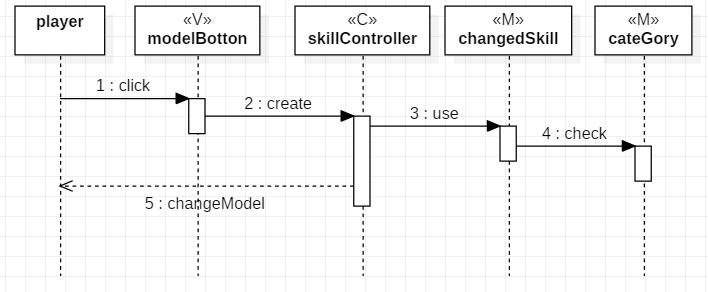 player
«V»
modelBotton
«C»
skillController
«M»
changedSkill
«M»
cateGory
1 : click
2 : create
3 : use
4 : check
5 : changeModel